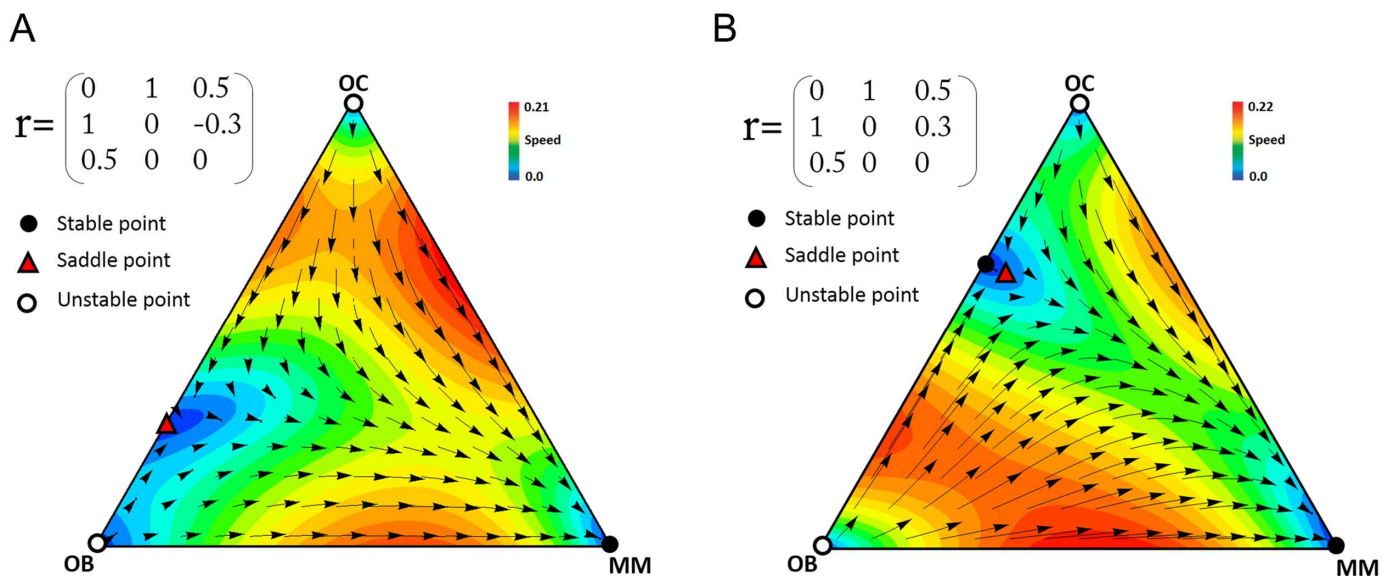 A
r=
0 1 0.5
1 0 -0.3
0.5 0 0
OC
0.21
Speed
0.0
Stable point
Saddle point
Unstable point
OB
MM
B
r=
0 1 0.5
1 0 0.3
0.5 0 0
OC
0.22
Speed
0.0
Stable point
Saddle point
Unstable point
OB
MM